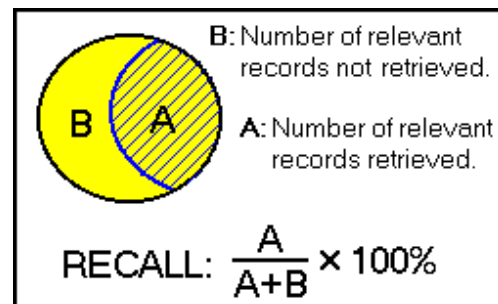 B: Number of relevant
records not retrieved.
B A
A: Number of relevant
records retrieved.
RECALL: A
A+B × 100%